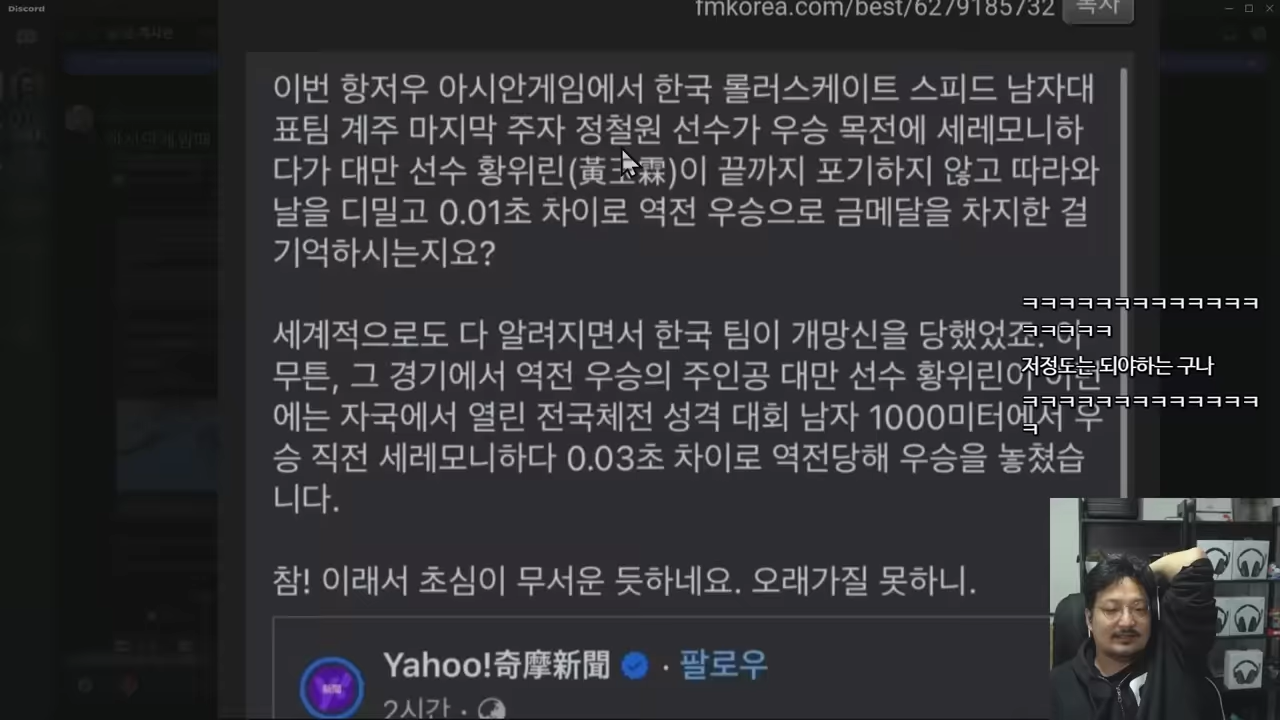 Discord
fmkorea.com/best/6279185732
복사
이번 항저우 아시안게임에서 한국 롤러스케이트 스피드 남자대
표팀 계주 마지막 주자 정철원 선수가 우승 목전에 세레모니하
다가 대만 선수 황위린(黃玉霖)이 끝까지 포기하지 않고 따라와
날을 디밀고 0.01초 차이로 역전 우승으로 금메달을 차지한 걸
기억하시는지요?
세계적으로도 다 알려지면서 한국 팀이 개망신을 당했었죠. 아
무튼, 그 경기에서 역전 우승의 주인공 대만 선수 황위린이 이번
에는 자국에서 열린 전국체전 성격 대회 남자 1000미터에서 우
승 직전 세레모니하다 0.03초 차이로 역전당해 우승을 놓쳤습
니다.
참! 이래서 초심이 무서운 듯하네요. 오래가질 못하니.
Yahoo!奇摩新聞 · 팔로우
2시간 ·
ㅋㅋㅋㅋㅋㅋㅋㅋㅋㅋㅋㅋㅋ
ㅋㅋㅋㅋㅋ
저정도는 되야하는 구나
ㅋㅋㅋㅋㅋㅋㅋㅋㅋㅋㅋㅋㅋ
ㅋ